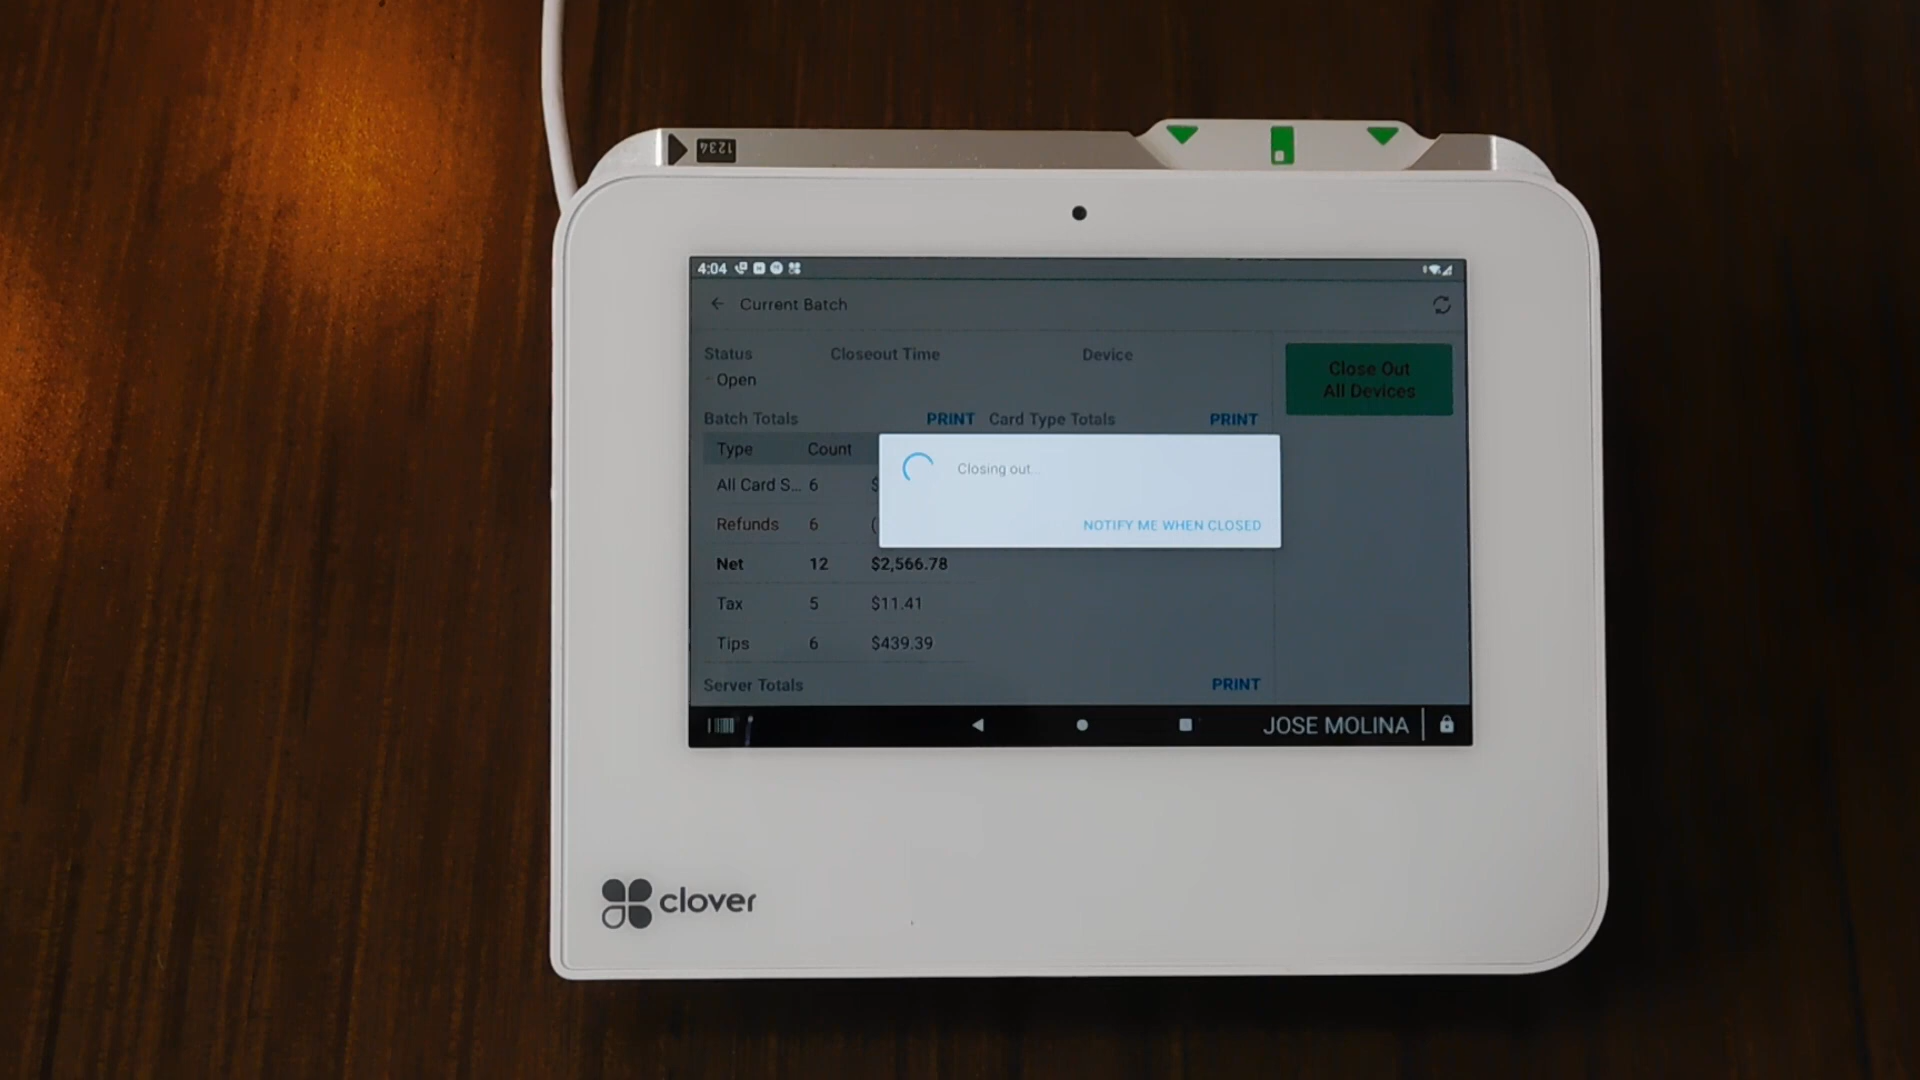 1234
4:04
Current Batch
Status Closeout Time Device
Open
Close Out
All Devices
Batch Totals PRINT Card Type Totals PRINT
Type Count
All Card S... 6 $
Refunds 6 (
Net 12 $2,566.78
Tax 5 $11.41
Tips 6 $439.39
Closing out...
NOTIFY ME WHEN CLOSED
Server Totals PRINT
JOSE MOLINA
clover